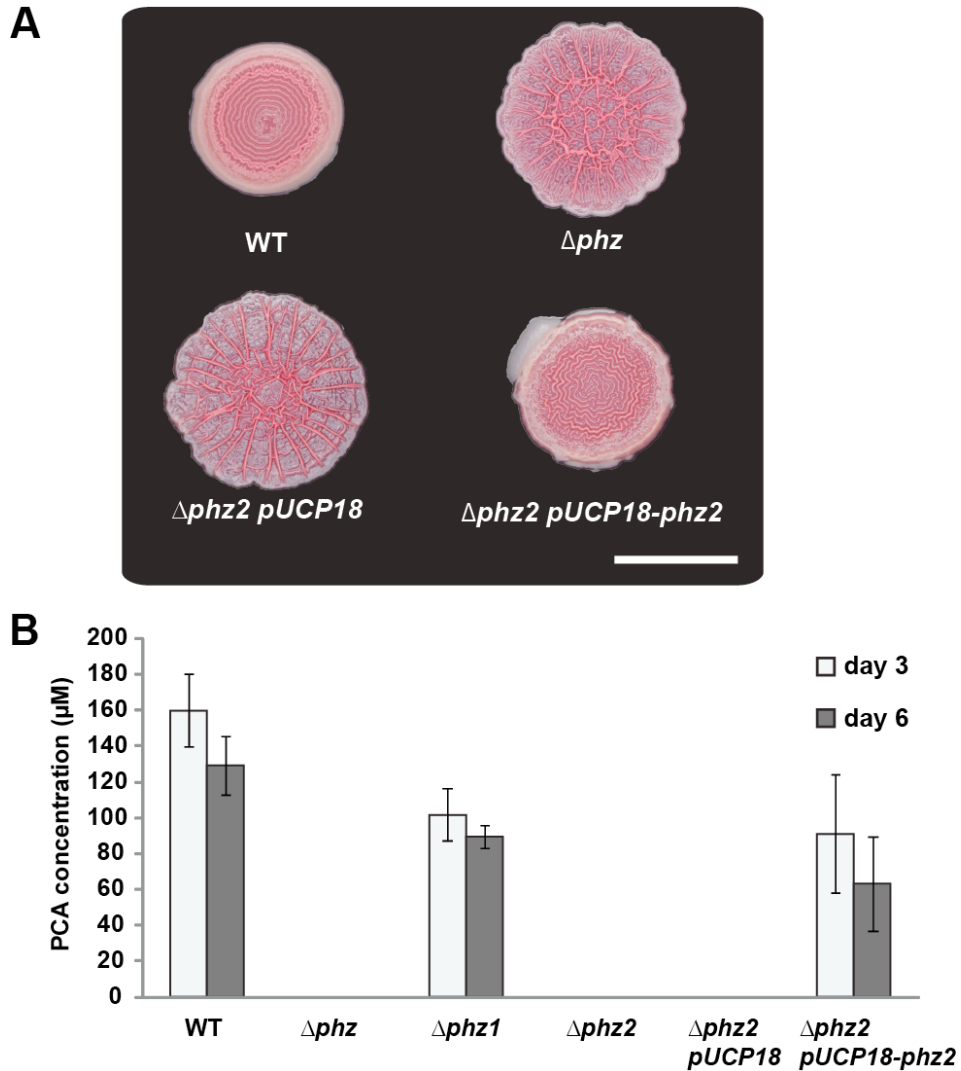 A
WT
Δphz
Δphz2 pUCP18
Δphz2 pUCP18-phz2
B
PCA concentration (µM)
200
180
160
140
120
100
80
60
40
20
0
day 3
day 6
WT
Δphz
Δphz1
Δphz2
Δphz2
pUCP18
Δphz2
pUCP18-phz2